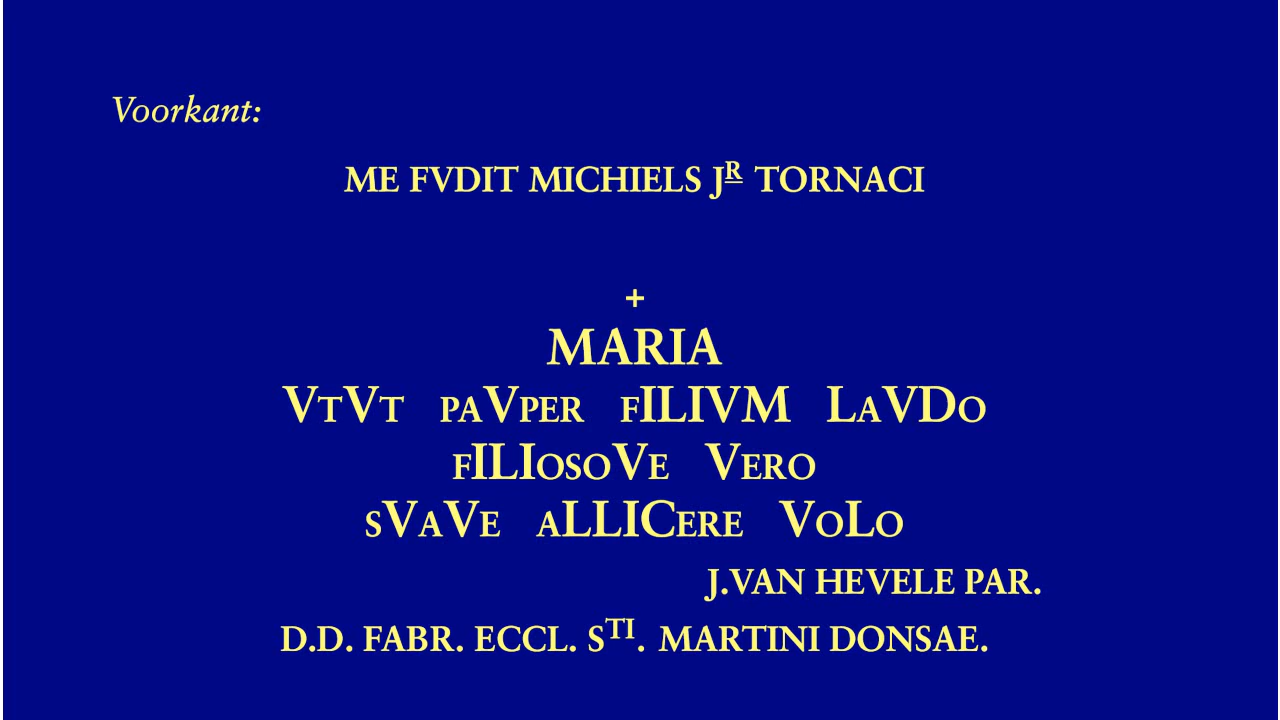 Voorkant:
ME FVDIT MICHIELS Jᴿ TORNACI
+
MARIA
VTVT PAVPER FILIVM LAVDO
FILIOSOVE VERO
SVAVE ALLICERE VOLO
J.VAN HEVELE PAR.
D.D. FABR. ECCL. Sᵀᴵ. MARTINI DONSAE.